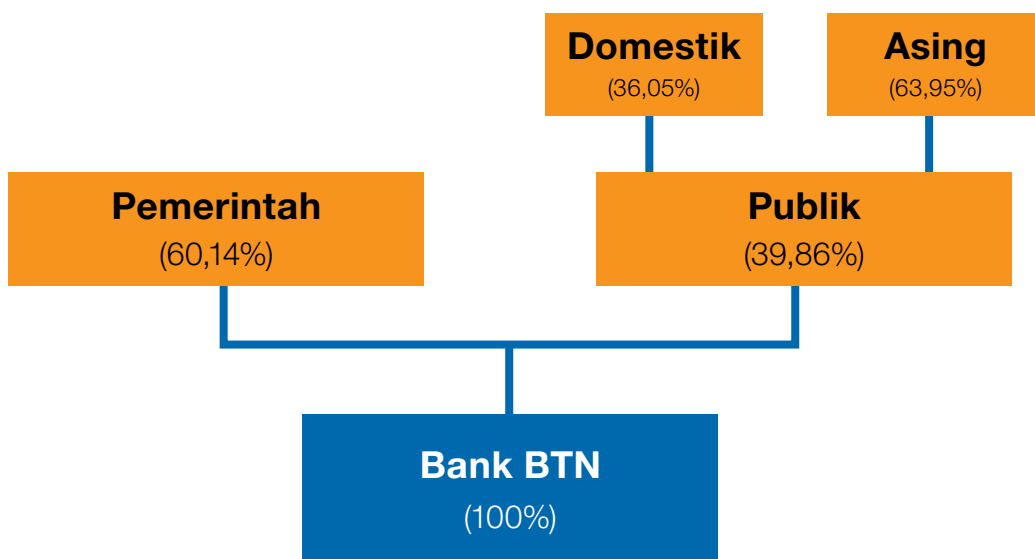 Domestik
(36,05%)
Asing
(63,95%)
Pemerintah
(60,14%)
Publik
(39,86%)
Bank BTN
(100%)